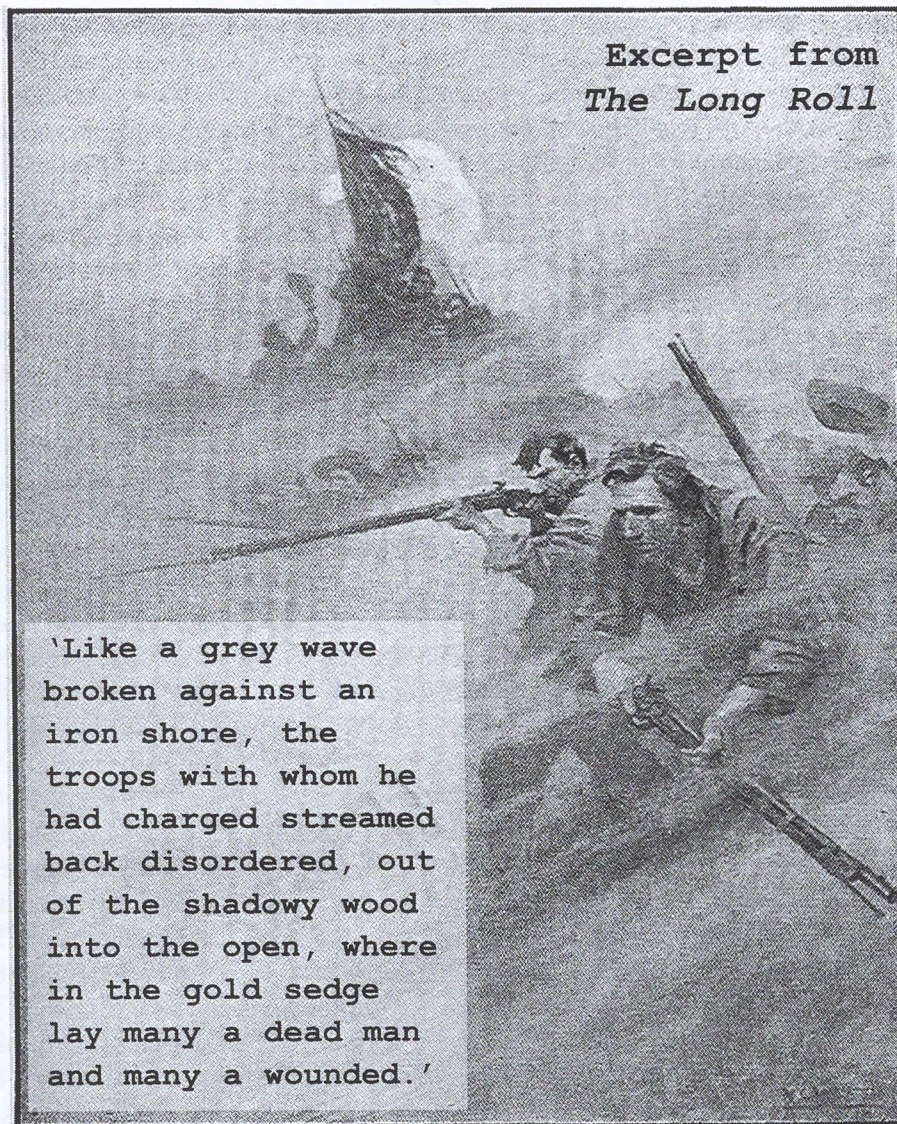 Excerpt from
The Long Roll
‘Like a grey wave
broken against an
iron shore, the
troops with whom he
had charged streamed
back disordered, out
of the shadowy wood
into the open, where
in the gold sedge
lay many a dead man
and many a wounded.’